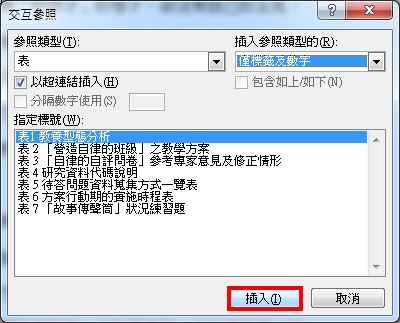 交互參照
參照類型(T):
插入參照類型的(R):
表
僅標籤及數字
以超連結插入(H)
包含如上/如下(N)
分隔數字使用(S)
指定標號(W):
表1 教養型態分析
表 2「營造自律的班級」之教學方案
表 3「自律的自評問卷」參考專家意見及修正情形
表 4 研究資料代碼說明
表 5 待答問題資料蒐集方式一覽表
表 6 方案行動期的實施時程表
表 7「故事傳聲筒」狀況練習題
插入(I)
取消